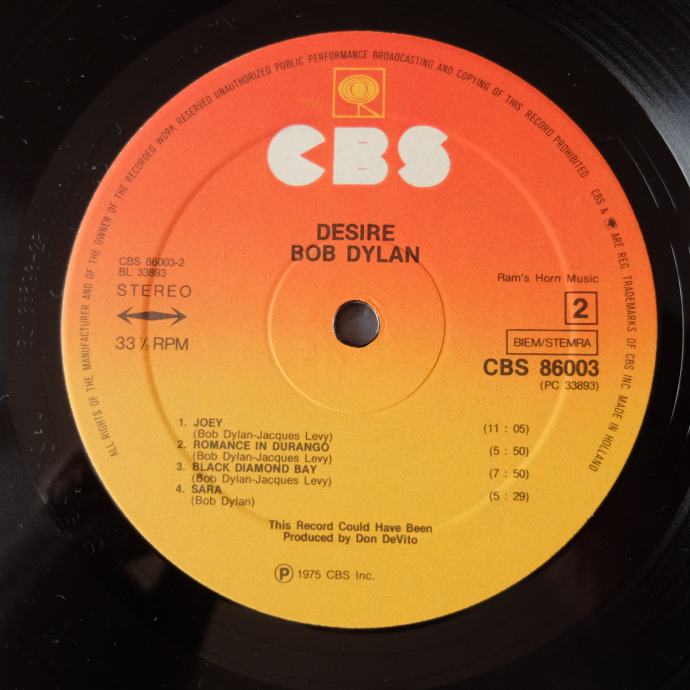 ALL RIGHTS OF THE MANUFACTURER AND OF THE OWNER OF THE RECORDED WORK RESERVED UNAUTHORIZED PUBLIC PERFORMANCE BROADCASTING AND COPYING OF THIS RECORD PROHIBITED
CBS & ARE REG. TRADEMARKS OF CBS INC. MADE IN HOLLAND
CBS
DESIRE
BOB DYLAN
CBS 86003-2
BL 33893
STEREO
33 ⅓ RPM
Ram's Horn Music
2
BIEM/STEMRA
CBS 86003
(PC 33893)
1. JOEY (11 : 05)
(Bob Dylan-Jacques Levy)
2. ROMANCE IN DURANGO (5 : 50)
(Bob Dylan-Jacques Levy)
3. BLACK DIAMOND BAY (7 : 50)
(Bob Dylan-Jacques Levy)
4. SARA (5 : 29)
(Bob Dylan)
This Record Could Have Been
Produced by Don DeVito
Ⓟ 1975 CBS Inc.